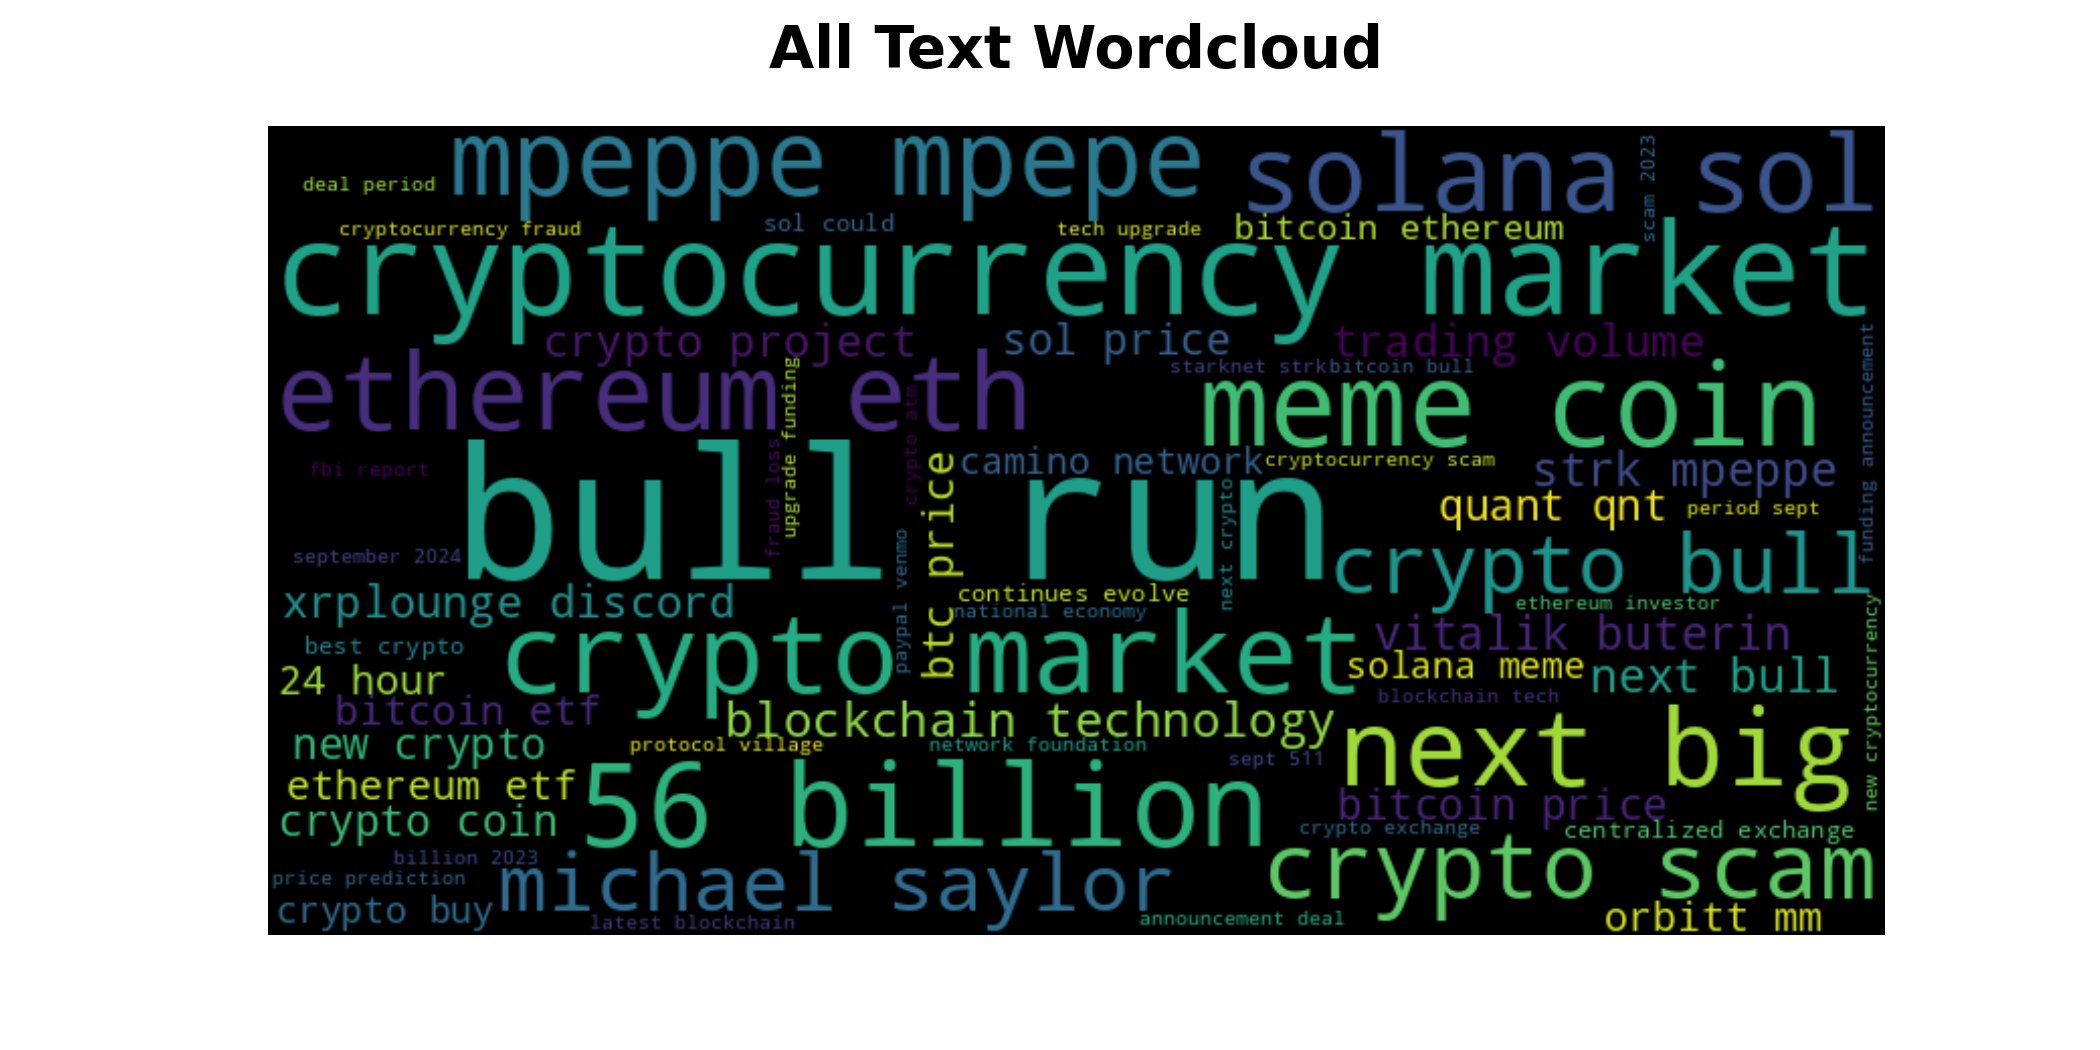 All Text Wordcloud
mpeppe mpepe
solana sol
scam 2023
deal period
cryptocurrency fraud
sol could
tech upgrade
bitcoin ethereum
cryptocurrency market
crypto project
sol price
trading volume
funding announcement
ethereum eth
upgrade funding
crypto atm
starknet strk
bitcoin bull
meme coin
fbi report
fraud loss
bull run
btc price
camino network
cryptocurrency scam
strk mpeppe
quant qnt
period sept
next crypto
september 2024
paypal venmo
crypto bull
xrplounge discord
continues evolve
national economy
ethereum investor
new cryptocurrency
best crypto
crypto market
vitalik buterin
24 hour
solana meme
next bull
bitcoin etf
blockchain tech
blockchain technology
new crypto
protocol village
network foundation
sept 511
next big
ethereum etf
56 billion
bitcoin price
crypto coin
crypto exchange
centralized exchange
billion 2023
price prediction
michael saylor
crypto scam
crypto buy
latest blockchain
announcement deal
orbitt mm